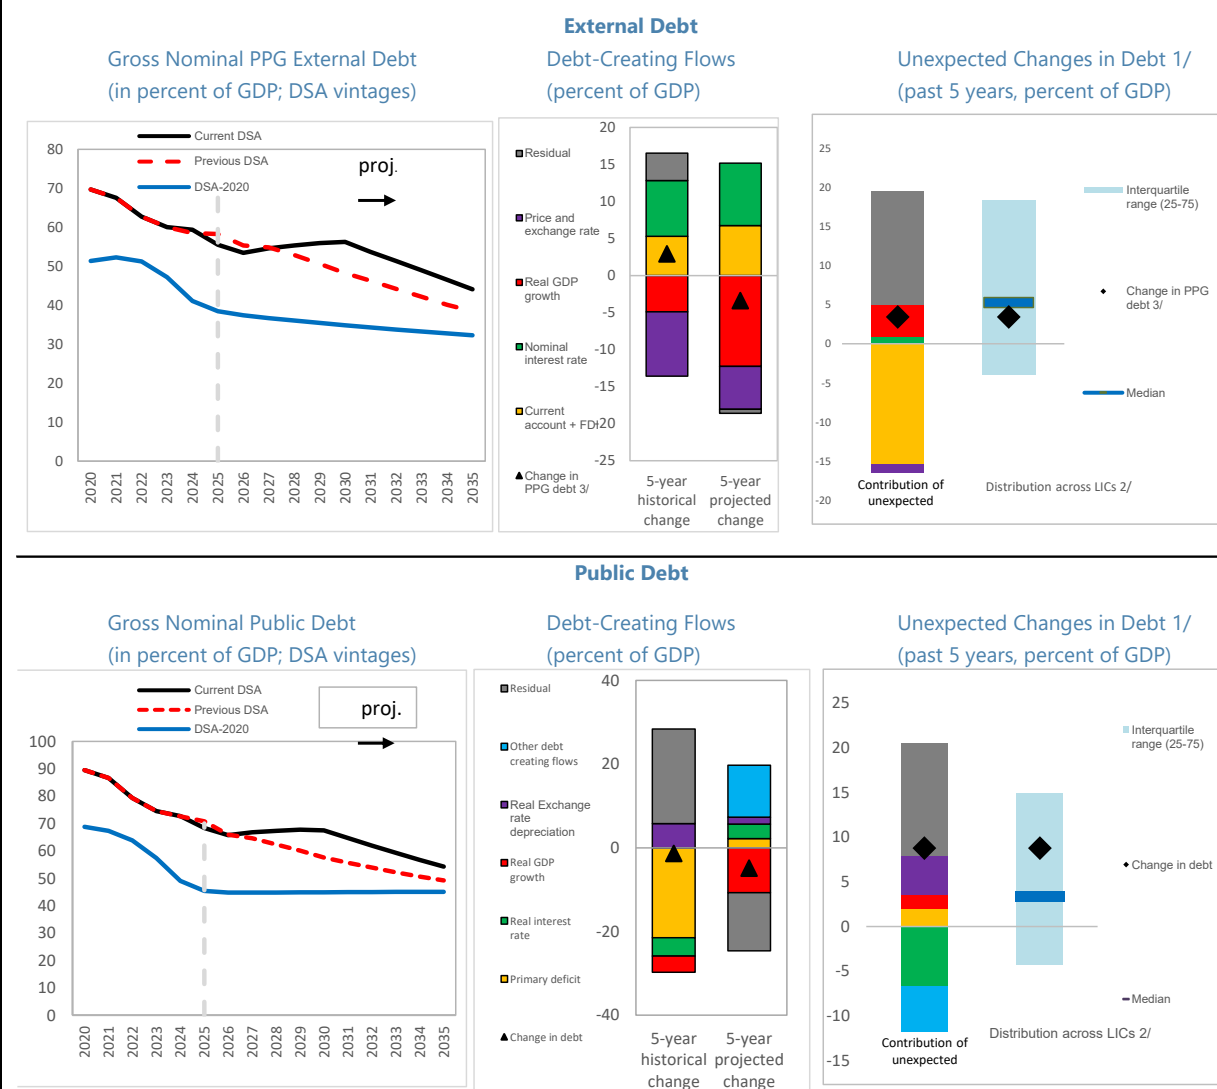 External Debt
Gross Nominal PPG External Debt
(in percent of GDP; DSA vintages)
Current DSA
Previous DSA
DSA-2020
proj.
80
70
60
50
40
30
20
10
0
2020
2021
2022
2023
2024
2025
2026
2027
2028
2029
2030
2031
2032
2033
2034
2035
Debt-Creating Flows
(percent of GDP)
Residual
Price and
exchange rate
Real GDP
growth
Nominal
interest rate
Current
account + FDI
Change in
PPG debt 3/
20
15
10
5
0
-5
-10
-15
-20
-25
5-year
historical
change
5-year
projected
change
Unexpected Changes in Debt 1/
(past 5 years, percent of GDP)
25
20
15
10
5
0
-5
-10
-15
-20
Contribution of
unexpected
Distribution across LICs 2/
Interquartile
range (25-75)
Change in PPG
debt 3/
Median
Public Debt
Gross Nominal Public Debt
(in percent of GDP; DSA vintages)
Current DSA
Previous DSA
DSA-2020
proj.
100
90
80
70
60
50
40
30
20
10
0
2020
2021
2022
2023
2024
2025
2026
2027
2028
2029
2030
2031
2032
2033
2034
2035
Debt-Creating Flows
(percent of GDP)
Residual
Other debt
creating flows
Real Exchange
rate
depreciation
Real GDP
growth
Real interest
rate
Primary deficit
Change in debt
40
20
0
-20
-40
5-year
historical
change
5-year
projected
change
Unexpected Changes in Debt 1/
(past 5 years, percent of GDP)
25
20
15
10
5
0
-5
-10
-15
Contribution of
unexpected
Distribution across LICs 2/
Interquartile
range (25-75)
Change in debt
Median